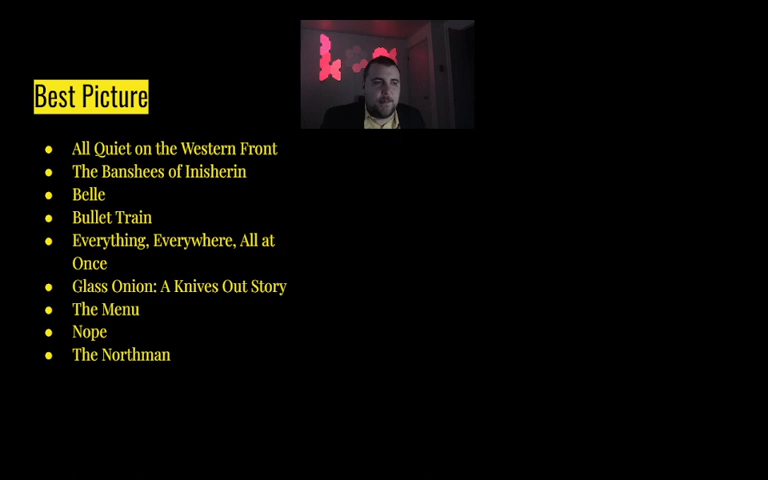 Best Picture
All Quiet on the Western Front
The Banshees of Inisherin
Belle
Bullet Train
Everything, Everywhere, All at
Once
Glass Onion: A Knives Out Story
The Menu
Nope
The Northman